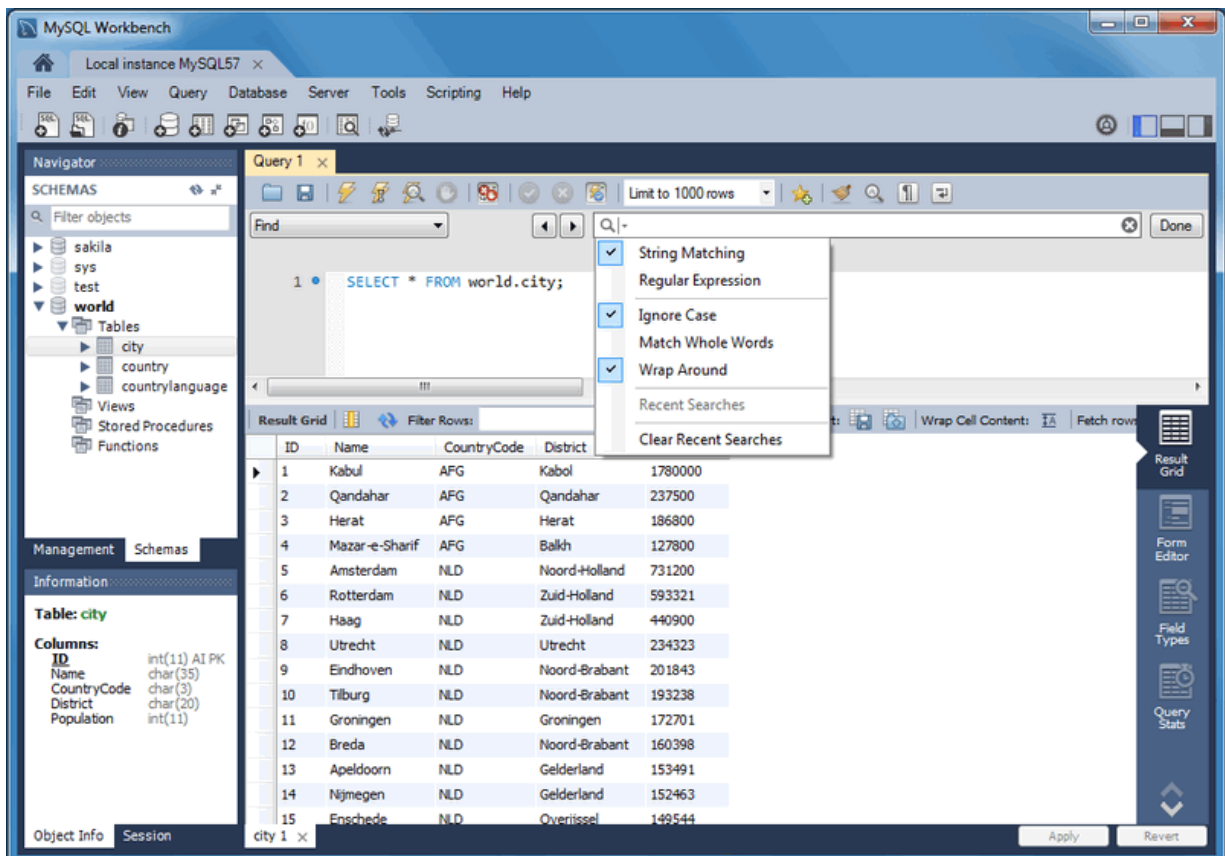 MySQL Workbench
Local instance MySQL57
File Edit View Query Database Server Tools Scripting Help
Navigator
SCHEMAS
Filter objects
sakila
sys
test
world
Tables
city
country
countrylanguage
Views
Stored Procedures
Functions
Management Schemas
Information
Table: city
Columns:
ID int(11) AI PK
Name char(35)
CountryCode char(3)
District char(20)
Population int(11)
Object Info Session
Query 1
Limit to 1000 rows
Find
Done
1 SELECT * FROM world.city;
String Matching
Regular Expression
Ignore Case
Match Whole Words
Wrap Around
Recent Searches
Clear Recent Searches
Result Grid Filter Rows: Wrap Cell Content: Fetch rows
ID Name CountryCode District
1 Kabul AFG Kabol 1780000
2 Qandahar AFG Qandahar 237500
3 Herat AFG Herat 186800
4 Mazar-e-Sharif AFG Balkh 127800
5 Amsterdam NLD Noord-Holland 731200
6 Rotterdam NLD Zuid-Holland 593321
7 Haag NLD Zuid-Holland 440900
8 Utrecht NLD Utrecht 234323
9 Eindhoven NLD Noord-Brabant 201843
10 Tilburg NLD Noord-Brabant 193238
11 Groningen NLD Groningen 172701
12 Breda NLD Noord-Brabant 160398
13 Apeldoorn NLD Gelderland 153491
14 Nijmegen NLD Gelderland 152463
15 Enschede NLD Overijssel 149544
Result
Grid
Form
Editor
Field
Types
Query
Stats
city 1
Apply Revert